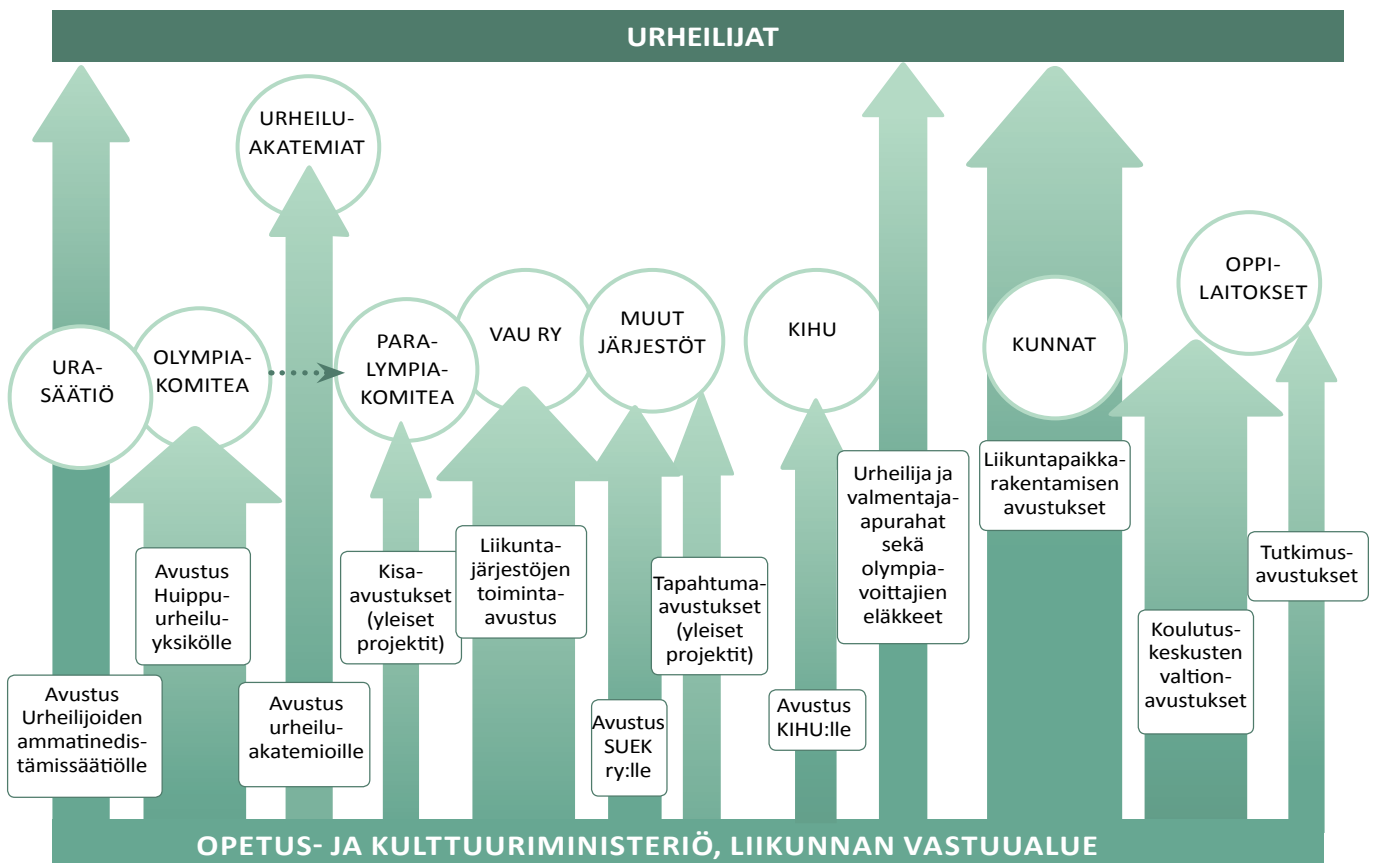 URHEILIJAT
URHEILU-
AKATEMIAT
OPPI-
LAITOKSET
URA-
SÄÄTIÖ
OLYMPIA-
KOMITEA
PARA-
LYMPIA-
KOMITEA
VAU RY
MUUT
JÄRJESTÖT
KIHU
KUNNAT
Avustus
Urheilijoiden
ammatinedis-
tämissäätiölle
Avustus
Huippu-
urheilu-
yksikölle
Avustus
urheilu-
akatemioille
Kisa-
avustukset
(yleiset
projektit)
Liikunta-
järjestöjen
toiminta-
avustus
Avustus
SUEK
ry:lle
Tapahtuma-
avustukset
(yleiset
projektit)
Avustus
KIHU:lle
Urheilija ja
valmentaja-
apurahat
sekä
olympia-
voittajien
eläkkeet
Liikuntapaikka-
rakentamisen
avustukset
Koulutus-
keskusten
valtion-
avustukset
Tutkimus-
avustukset
OPETUS- JA KULTTUURIMINISTERIÖ, LIIKUNNAN VASTUUALUE